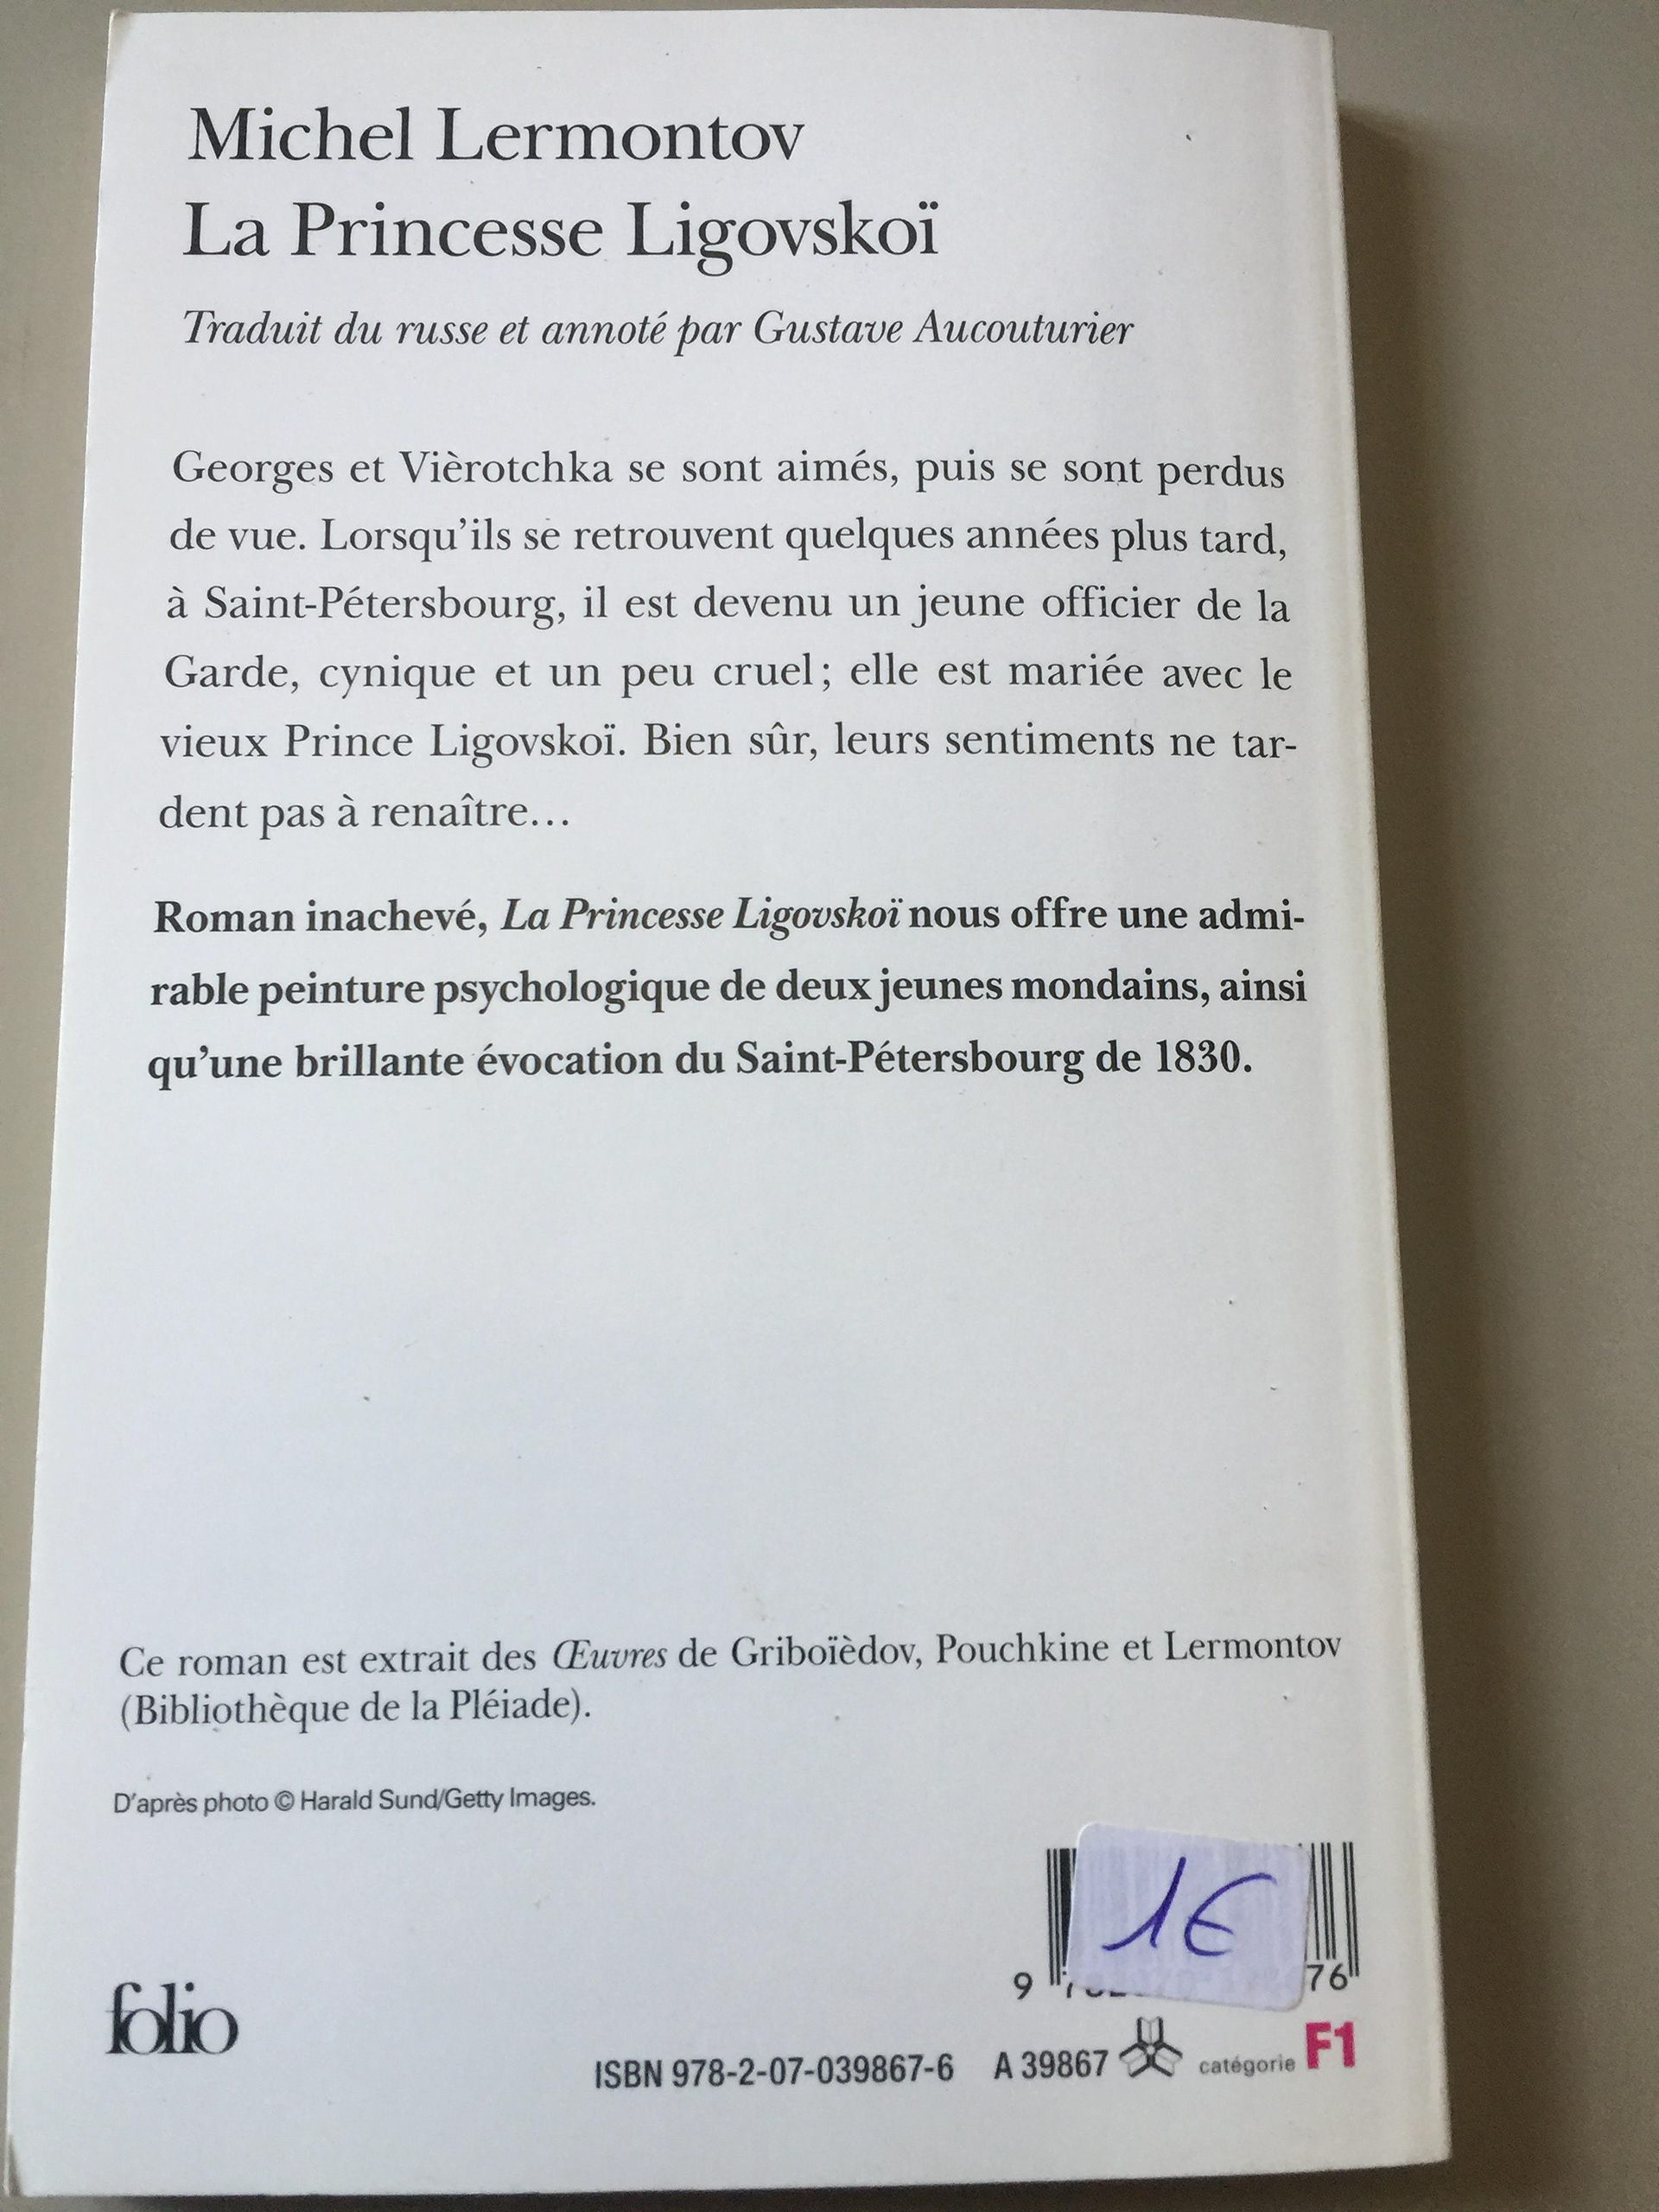 Michel Lermontov
La Princesse Ligovskoï
Traduit du russe et annoté par Gustave Aucouturier
Georges et Vièrotchka se sont aimés, puis se sont perdus
de vue. Lorsqu'ils se retrouvent quelques années plus tard,
à Saint-Pétersbourg, il est devenu un jeune officier de la
Garde, cynique et un peu cruel; elle est mariée avec le
vieux Prince Ligovskoï. Bien sûr, leurs sentiments ne tar-
dent pas à renaître...
Roman inachevé, La Princesse Ligovskoï nous offre une admi-
rable peinture psychologique de deux jeunes mondains, ainsi
qu'une brillante évocation du Saint-Pétersbourg de 1830.
Ce roman est extrait des Œuvres de Griboïèdov, Pouchkine et Lermontov
(Bibliothèque de la Pléiade).
D'après photo © Harald Sund/Getty Images.
1€
9 76
folio
ISBN 978-2-07-039867-6 A 39867 catégorie F1